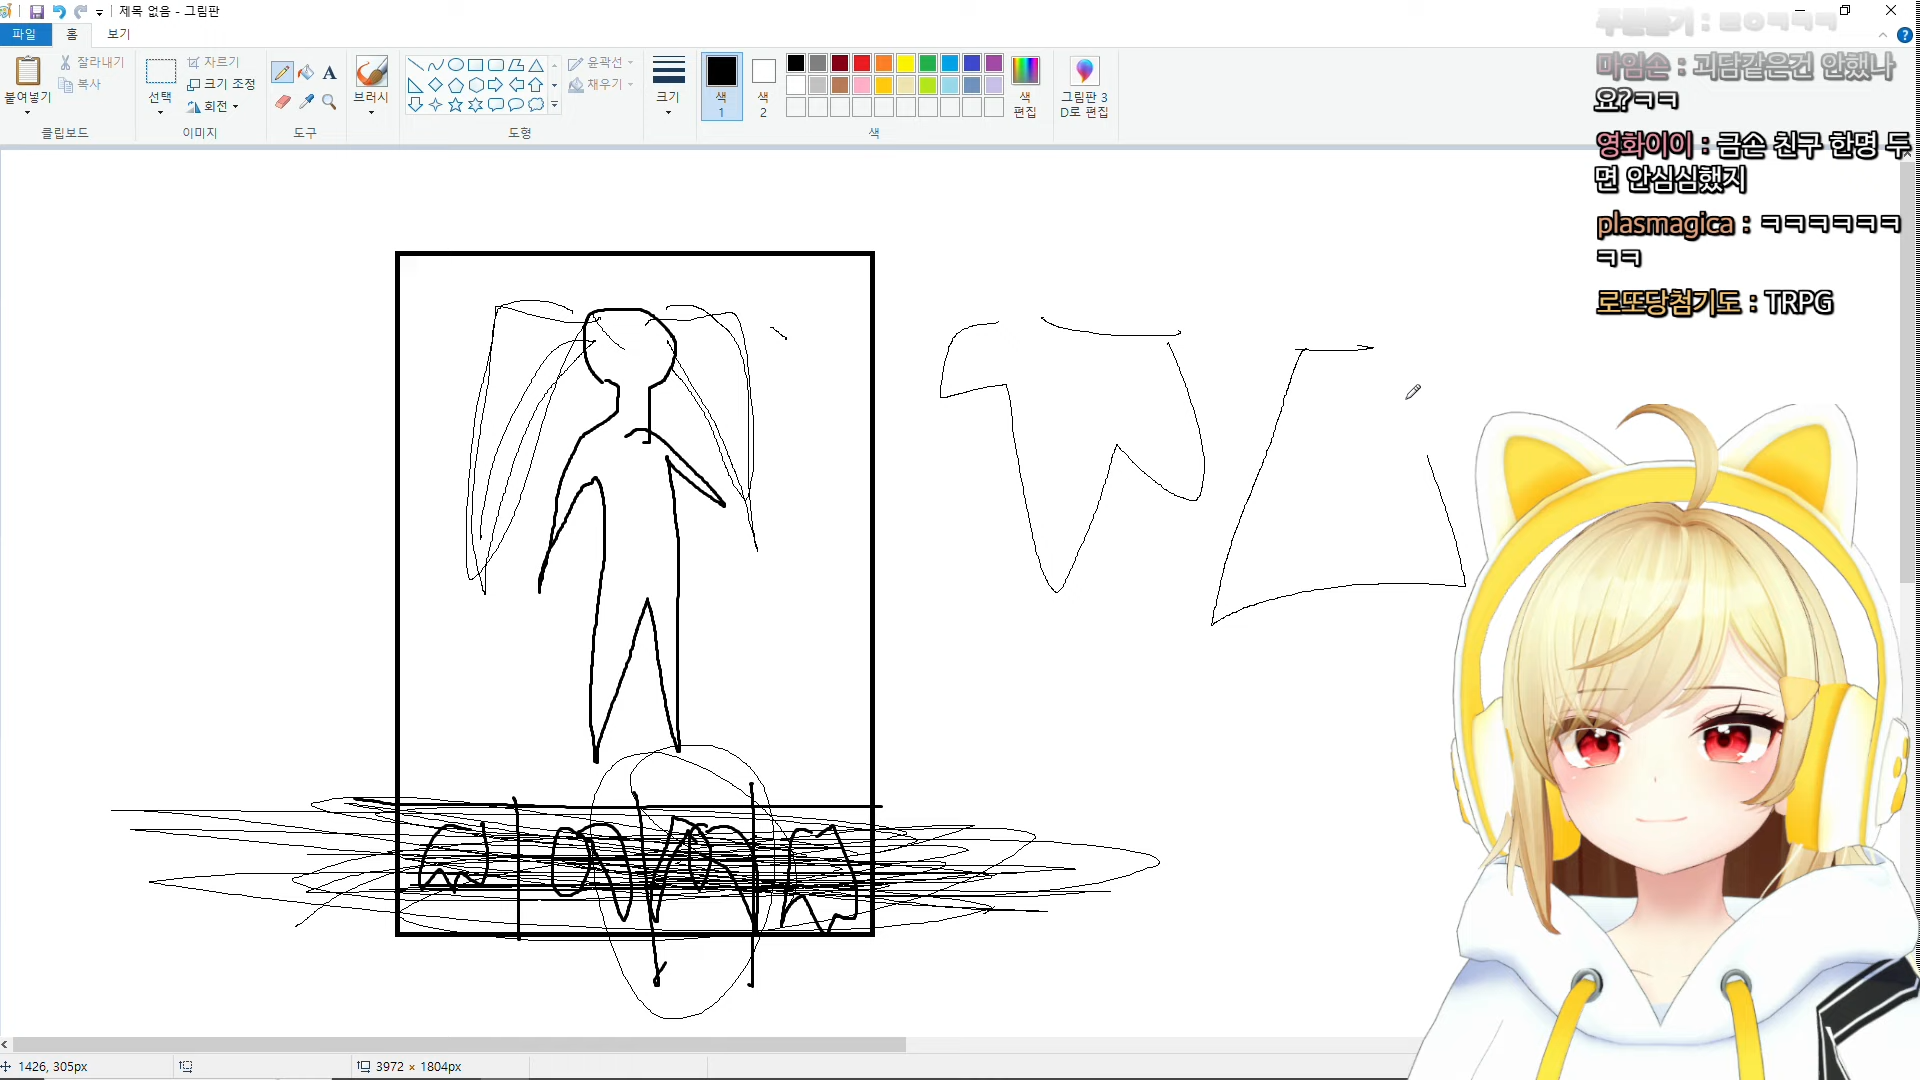 제목 없음 - 그림판
파일 홈 보기
붙여넣기
잘라내기
복사
클립보드
선택
자르기
크기 조정
회전
이미지
A
도구
브러시
윤곽선
채우기
도형
크기
색
1
색
2
색
편집
색
그림판 3
D로 편집
마임손 : 괴담같은건 안했나
요?ㅋㅋ
영화이이 : 금손 친구 한명 두
면 안심심했지
plasmagica : ㅋㅋㅋㅋㅋㅋ
ㅋㅋ
로또당첨기도 : TRPG
1426, 305px
3972 × 1804px